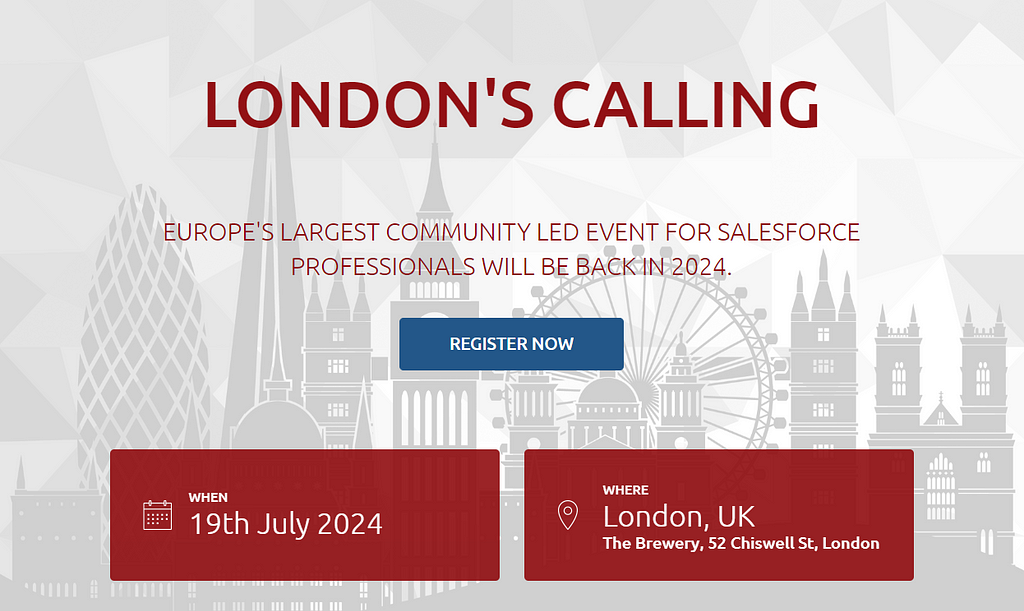 LONDON'S CALLING
EUROPE'S LARGEST COMMUNITY LED EVENT FOR SALESFORCE
PROFESSIONALS WILL BE BACK IN 2024.
REGISTER NOW
WHEN
19th July 2024
WHERE
London, UK
The Brewery, 52 Chiswell St, London